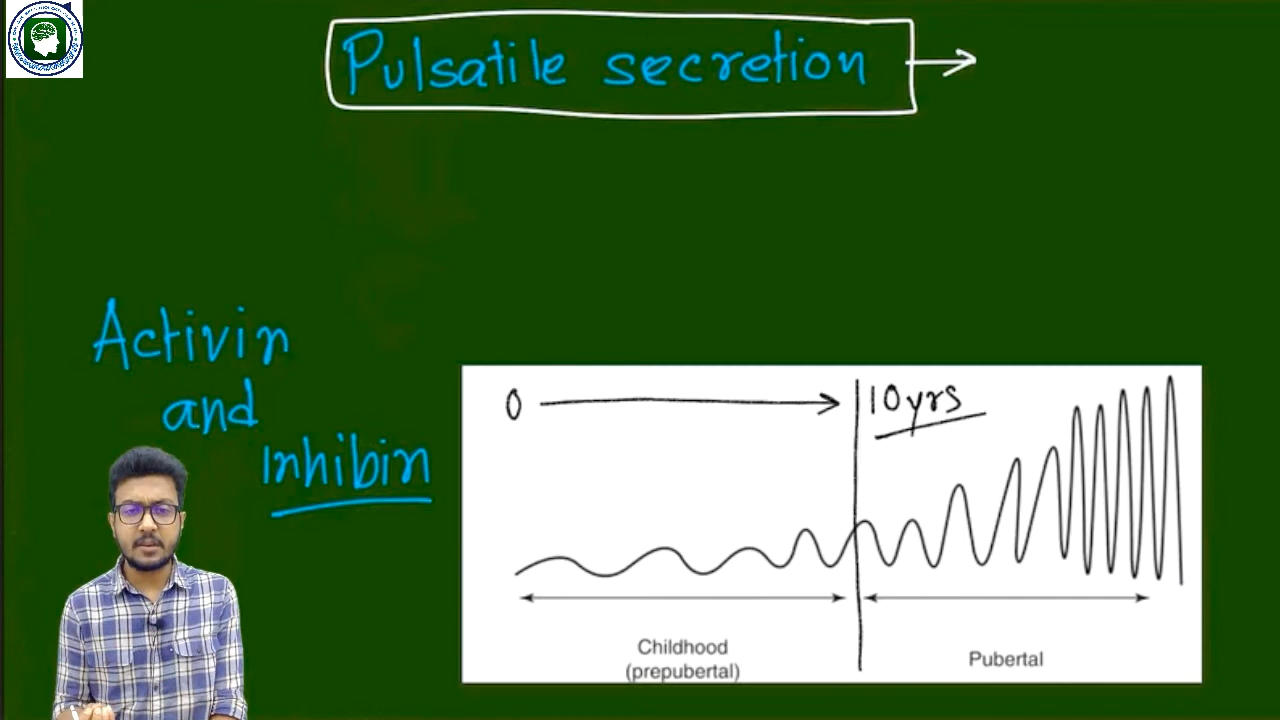 Pulsatile secretion
Activin
and
Inhibin
0
10yrs
Childhood
(prepubertal)
Pubertal